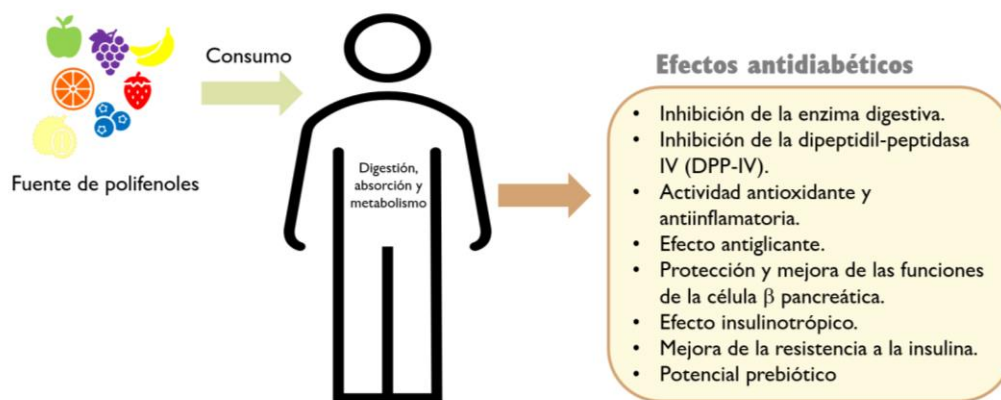 Consumo
Fuente de polifenoles
Digestión,
absorción y
metabolismo
Efectos antidiabéticos
• Inhibición de la enzima digestiva.
• Inhibición de la dipeptidil-peptidasa
IV (DPP-IV).
• Actividad antioxidante y
antiinflamatoria.
• Efecto antiglicante.
• Protección y mejora de las funciones
de la célula β pancreática.
• Efecto insulinotrópico.
• Mejora de la resistencia a la insulina.
• Potencial prebiótico